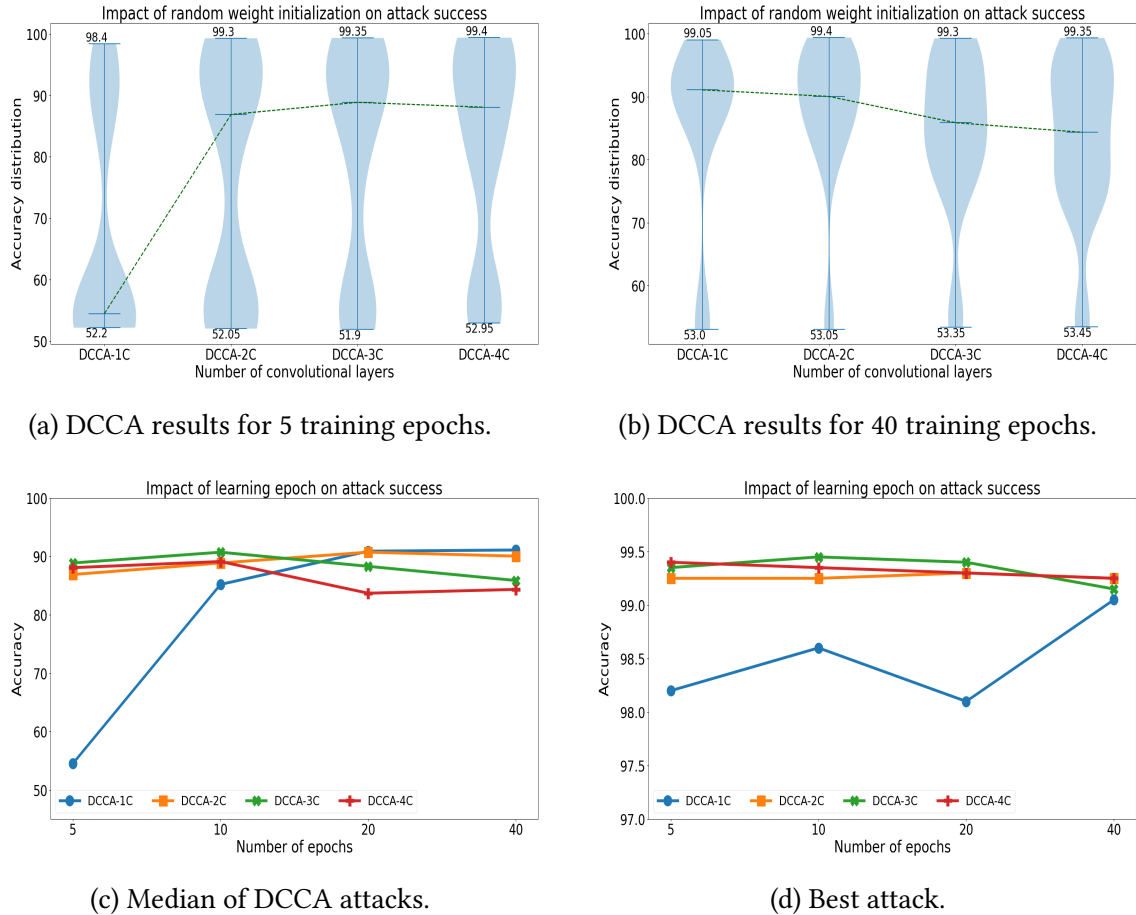 Impact of random weight initialization on attack success
100
90
80
70
60
50
Accuracy distribution
98.4
99.3
99.35
99.4
52.2
52.05
51.9
52.95
DCCA-1C DCCA-2C DCCA-3C DCCA-4C
Number of convolutional layers
(a) DCCA results for 5 training epochs.
Impact of random weight initialization on attack success
100
90
80
70
60
Accuracy distribution
99.05
99.4
99.3
99.35
53.0
53.05
53.35
53.45
DCCA-1C DCCA-2C DCCA-3C DCCA-4C
Number of convolutional layers
(b) DCCA results for 40 training epochs.
Impact of learning epoch on attack success
100
90
80
70
60
50
Accuracy
DCCA-1C DCCA-2C DCCA-3C DCCA-4C
5 10 20 40
Number of epochs
(c) Median of DCCA attacks.
Impact of learning epoch on attack success
100.0
99.5
99.0
98.5
98.0
97.5
97.0
Accuracy
DCCA-1C DCCA-2C DCCA-3C DCCA-4C
5 10 20 40
Number of epochs
(d) Best attack.